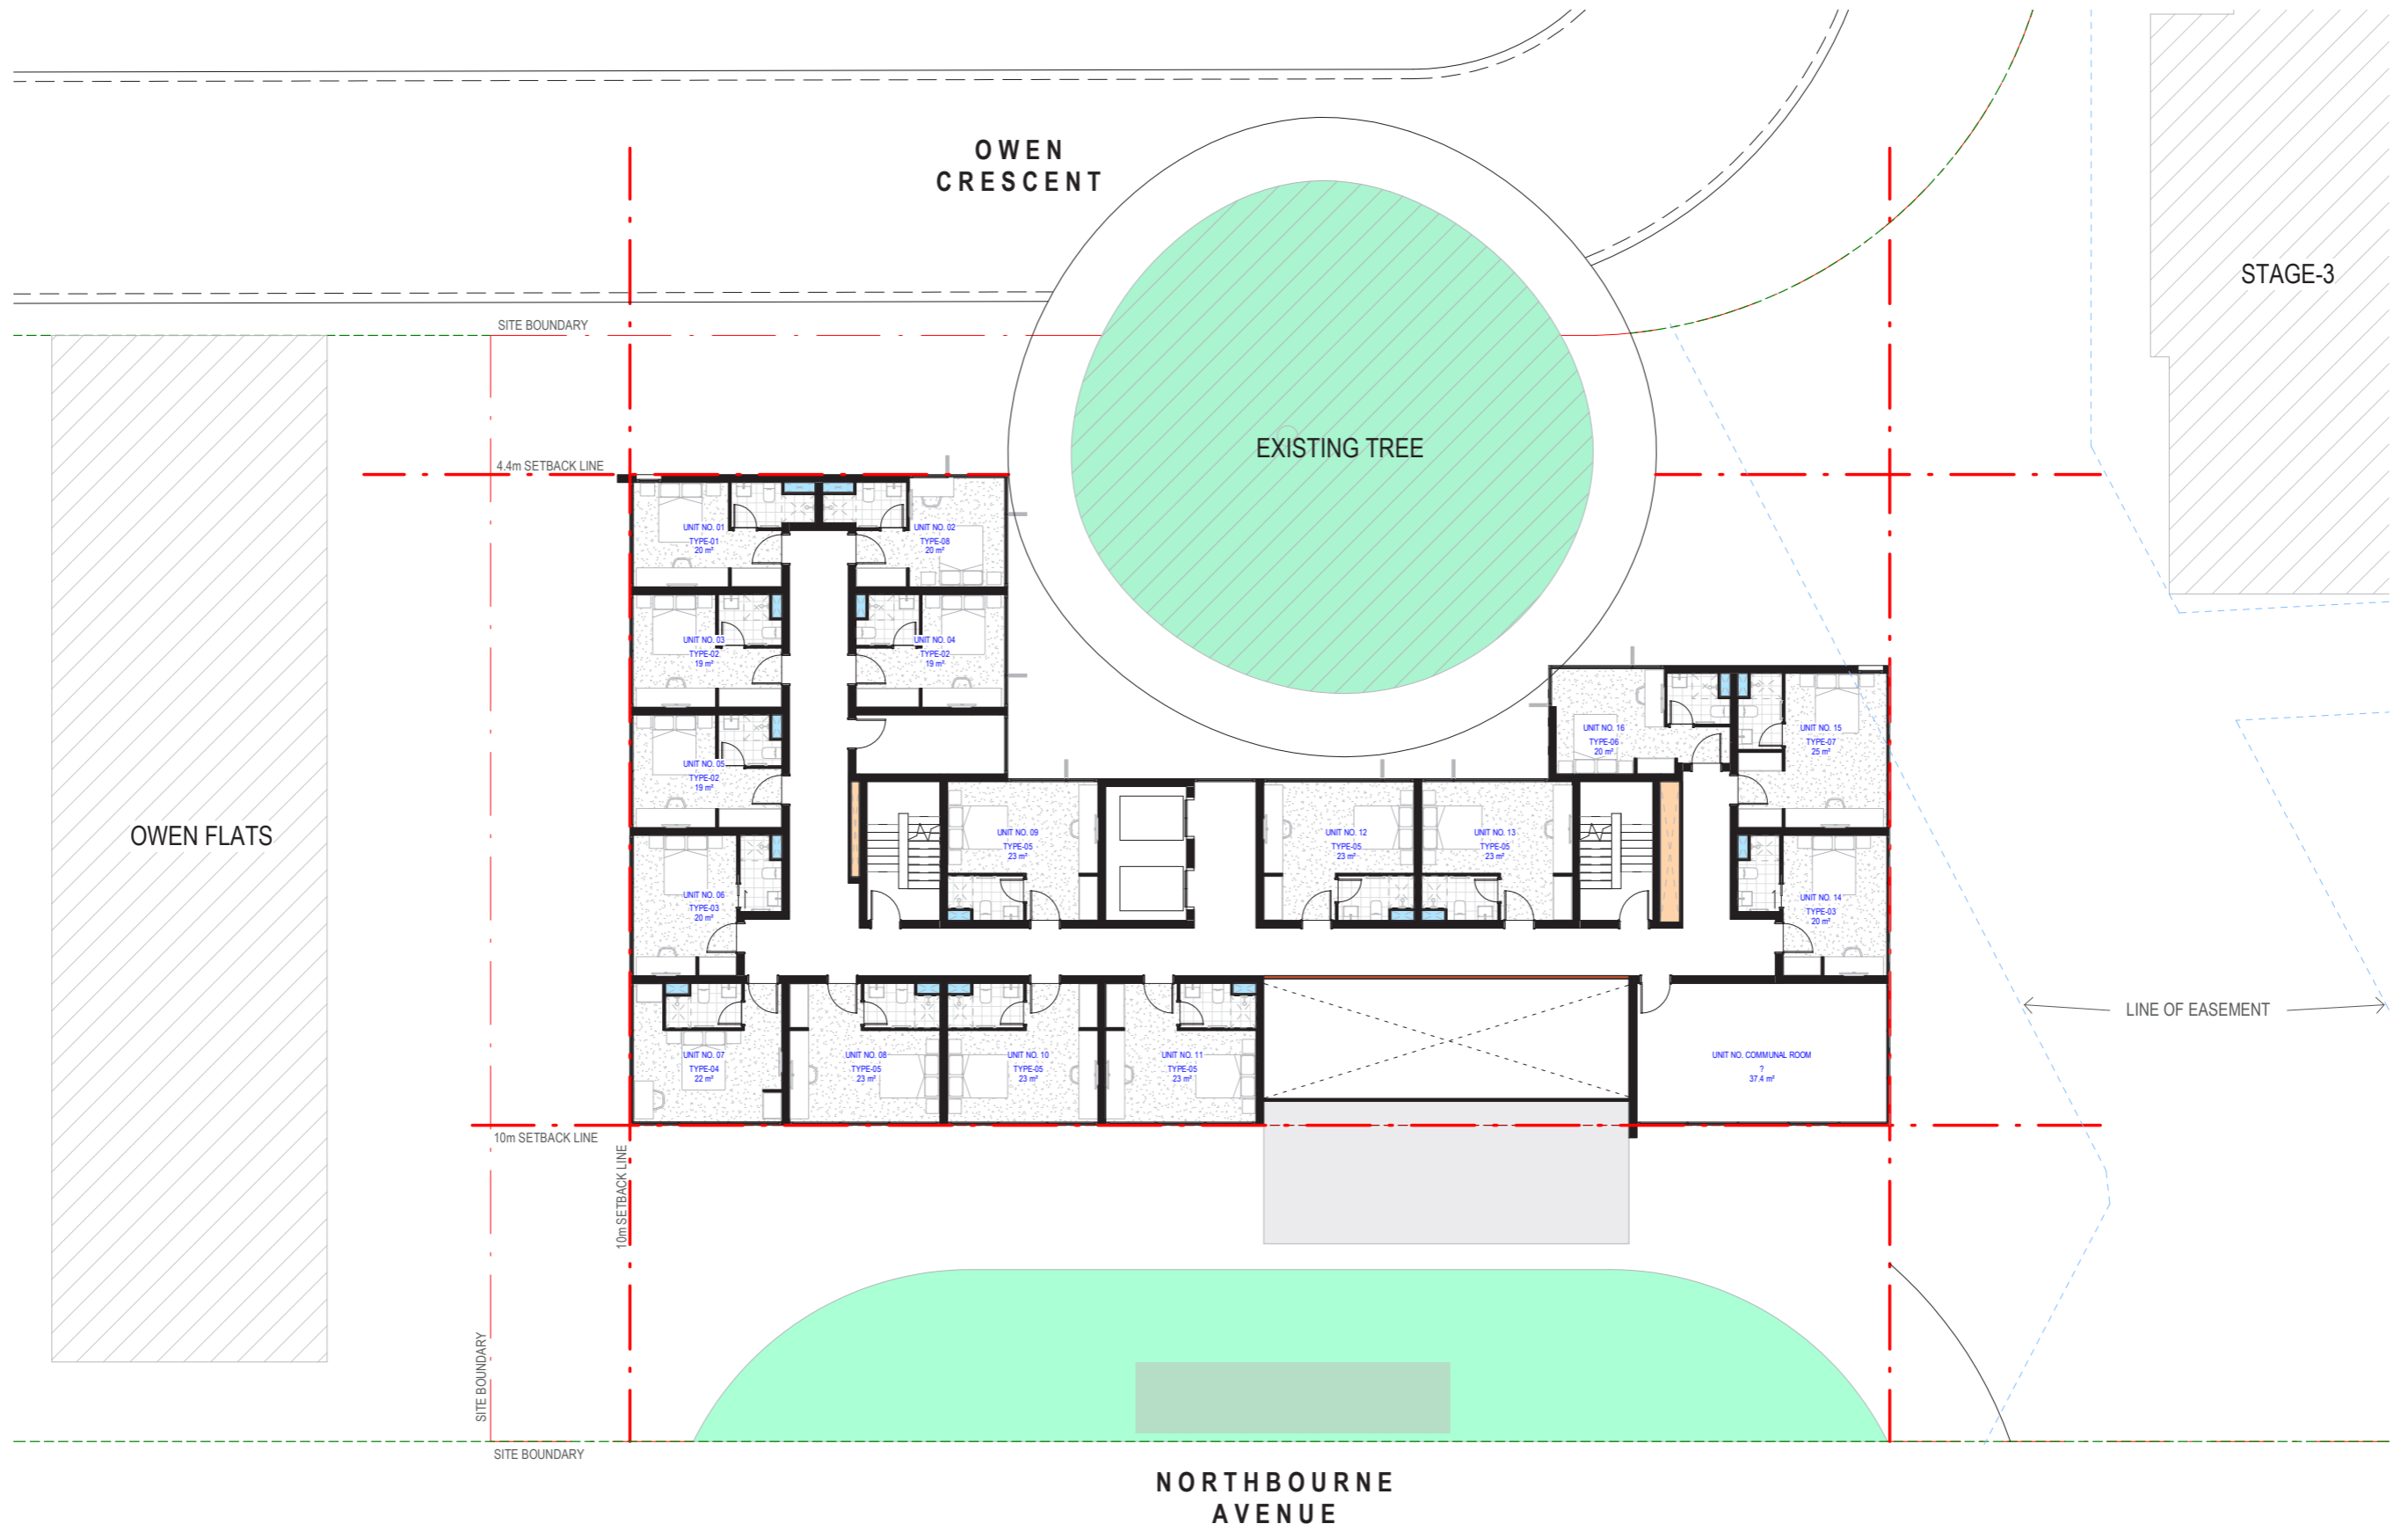 OWEN
CRESCENT
STAGE-3
SITE BOUNDARY
EXISTING TREE
4.4m SETBACK LINE
UNIT NO. 01
TYPE-01
20 m²
UNIT NO. 02
TYPE-08
20 m²
UNIT NO. 03
TYPE-02
19 m²
UNIT NO. 04
TYPE-02
19 m²
UNIT NO. 05
TYPE-02
19 m²
UNIT NO. 16
TYPE-06
20 m²
UNIT NO. 15
TYPE-07
25 m²
OWEN FLATS
UNIT NO. 09
TYPE-05
23 m²
UNIT NO. 12
TYPE-05
23 m²
UNIT NO. 13
TYPE-05
23 m²
UNIT NO. 06
TYPE-03
20 m²
UNIT NO. 14
TYPE-03
20 m²
LINE OF EASEMENT
UNIT NO. 07
TYPE-04
22 m²
UNIT NO. 08
TYPE-05
23 m²
UNIT NO. 10
TYPE-05
23 m²
UNIT NO. 11
TYPE-05
23 m²
UNIT NO. COMMUNAL ROOM
?
37.4 m²
10m SETBACK LINE
10m SETBACK LINE
SITE BOUNDARY
SITE BOUNDARY
NORTHBOURNE
AVENUE